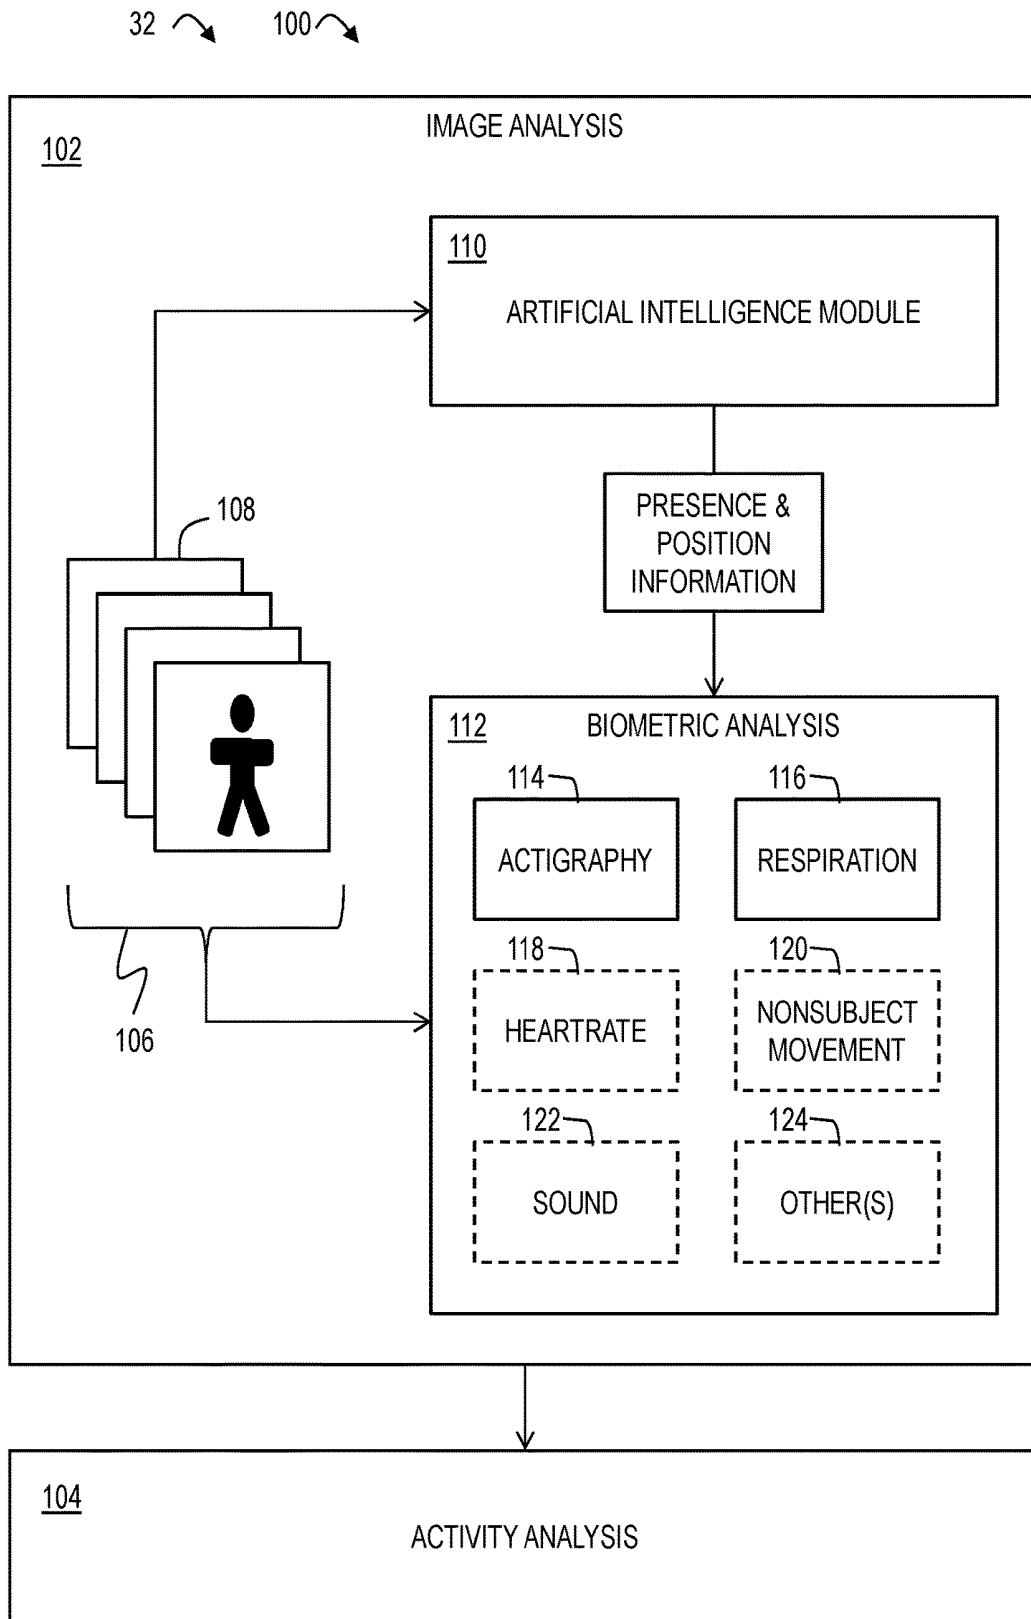 32 100
IMAGE ANALYSIS
102
110
ARTIFICIAL INTELLIGENCE MODULE
PRESENCE &
POSITION
INFORMATION
108
106
112 BIOMETRIC ANALYSIS
114 116
ACTIGRAPHY RESPIRATION
118 120
HEARTRATE
NONSUBJECT
MOVEMENT
122 124
SOUND OTHER(S)
104
ACTIVITY ANALYSIS